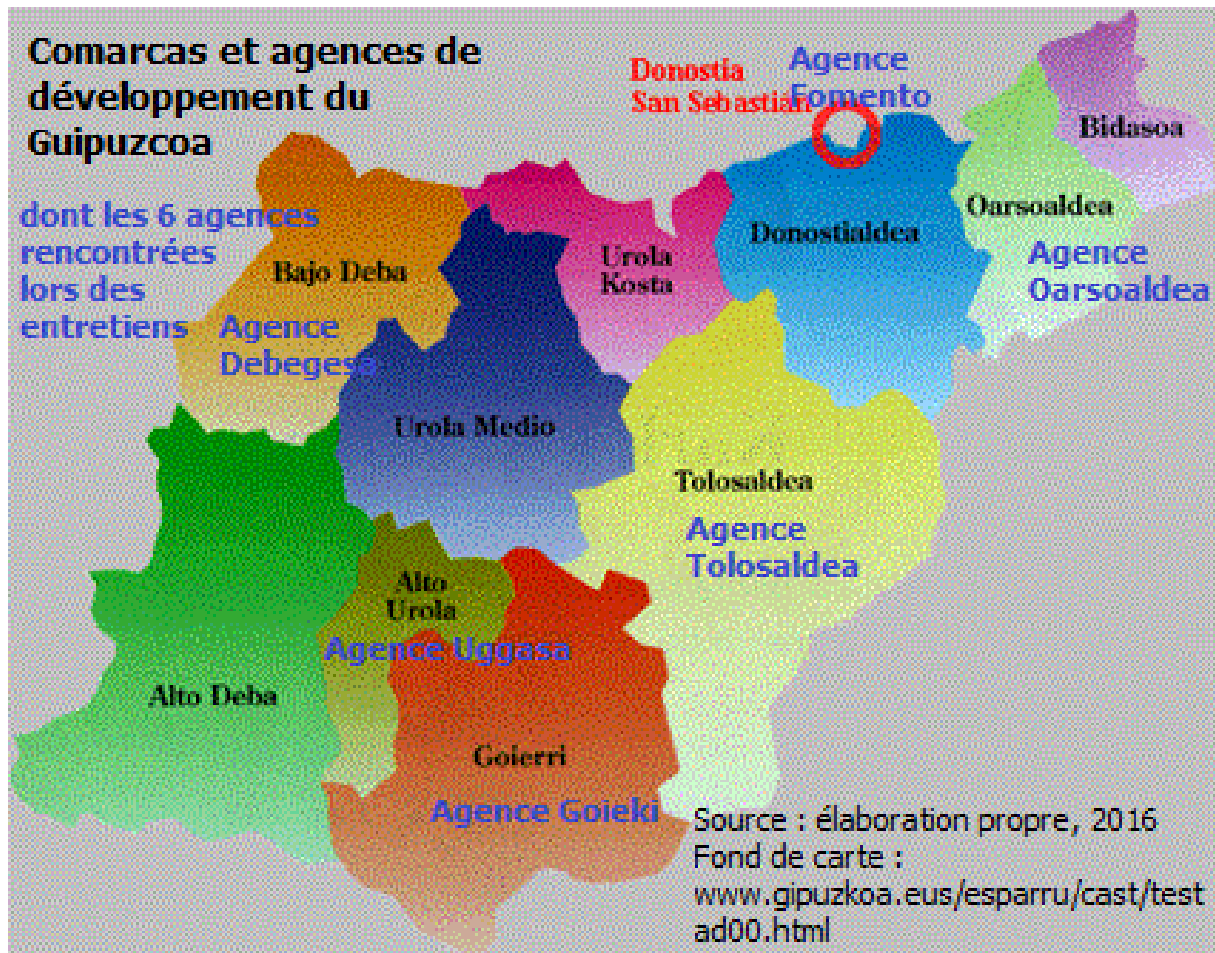 Comarcas et agences de
développement du
Guipuzcoa
dont les 6 agences
rencontrées
lors des
entretiens
Donostia
San Sebastián
Agence
Fomento
Bidasoa
Oarsoaldea
Agence
Oarsoaldea
Donostialdea
Urola
Kosta
Bajo Deba
Agence
Debegesa
Urola Medio
Tolosaldea
Agence
Tolosaldea
Alto
Urola
Agence Uggasa
Alto Deba
Goierri
Agence Goieki
Source : élaboration propre, 2016
Fond de carte :
www.gipuzkoa.eus/esparru/cast/test
ad00.html